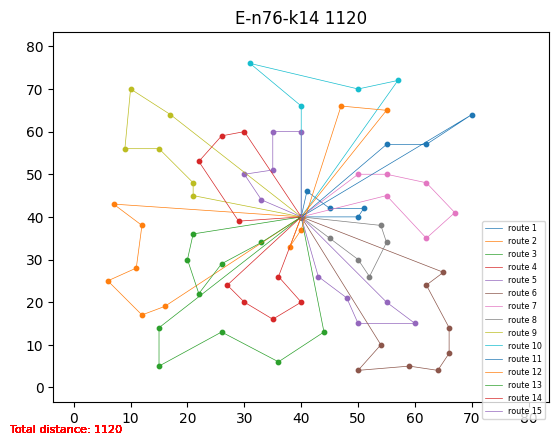 E-n76-k14 1120
80
70
60
50
40
30
20
10
0
0 10 20 30 40 50 60 70 80
route 1
route 2
route 3
route 4
route 5
route 6
route 7
route 8
route 9
route 10
route 11
route 12
route 13
route 14
route 15
Total distance: 1120